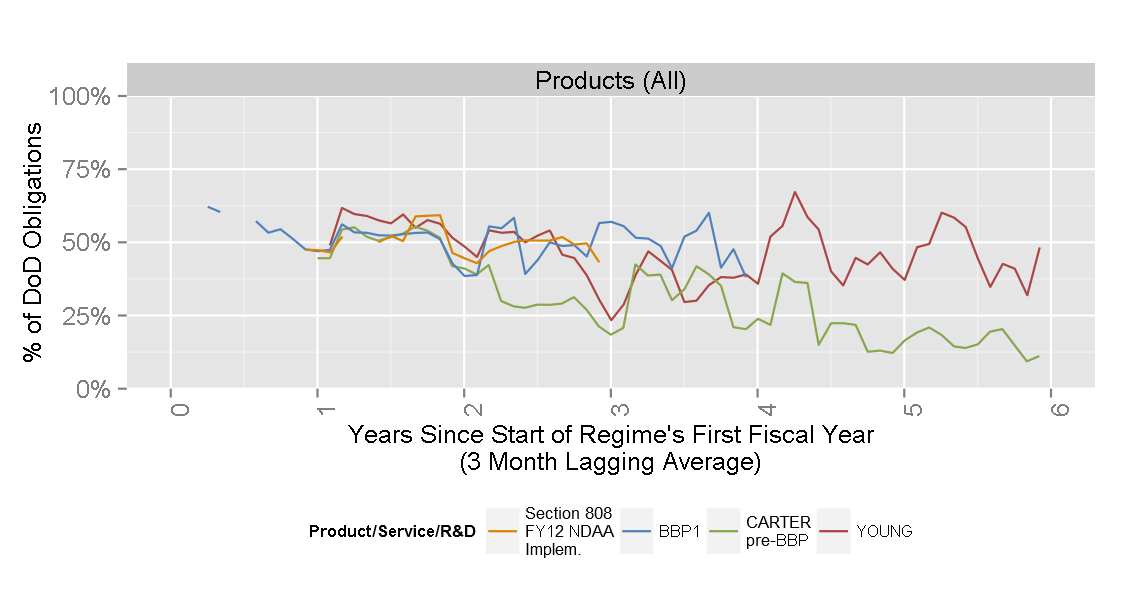 Products (All)
100%
75%
50%
25%
0%
% of DoD Obligations
0
1
2
3
4
5
6
Years Since Start of Regime's First Fiscal Year
(3 Month Lagging Average)
Product/Service/R&D
Section 808
FY12 NDAA
Implem.
BBP1
CARTER
pre-BBP
YOUNG